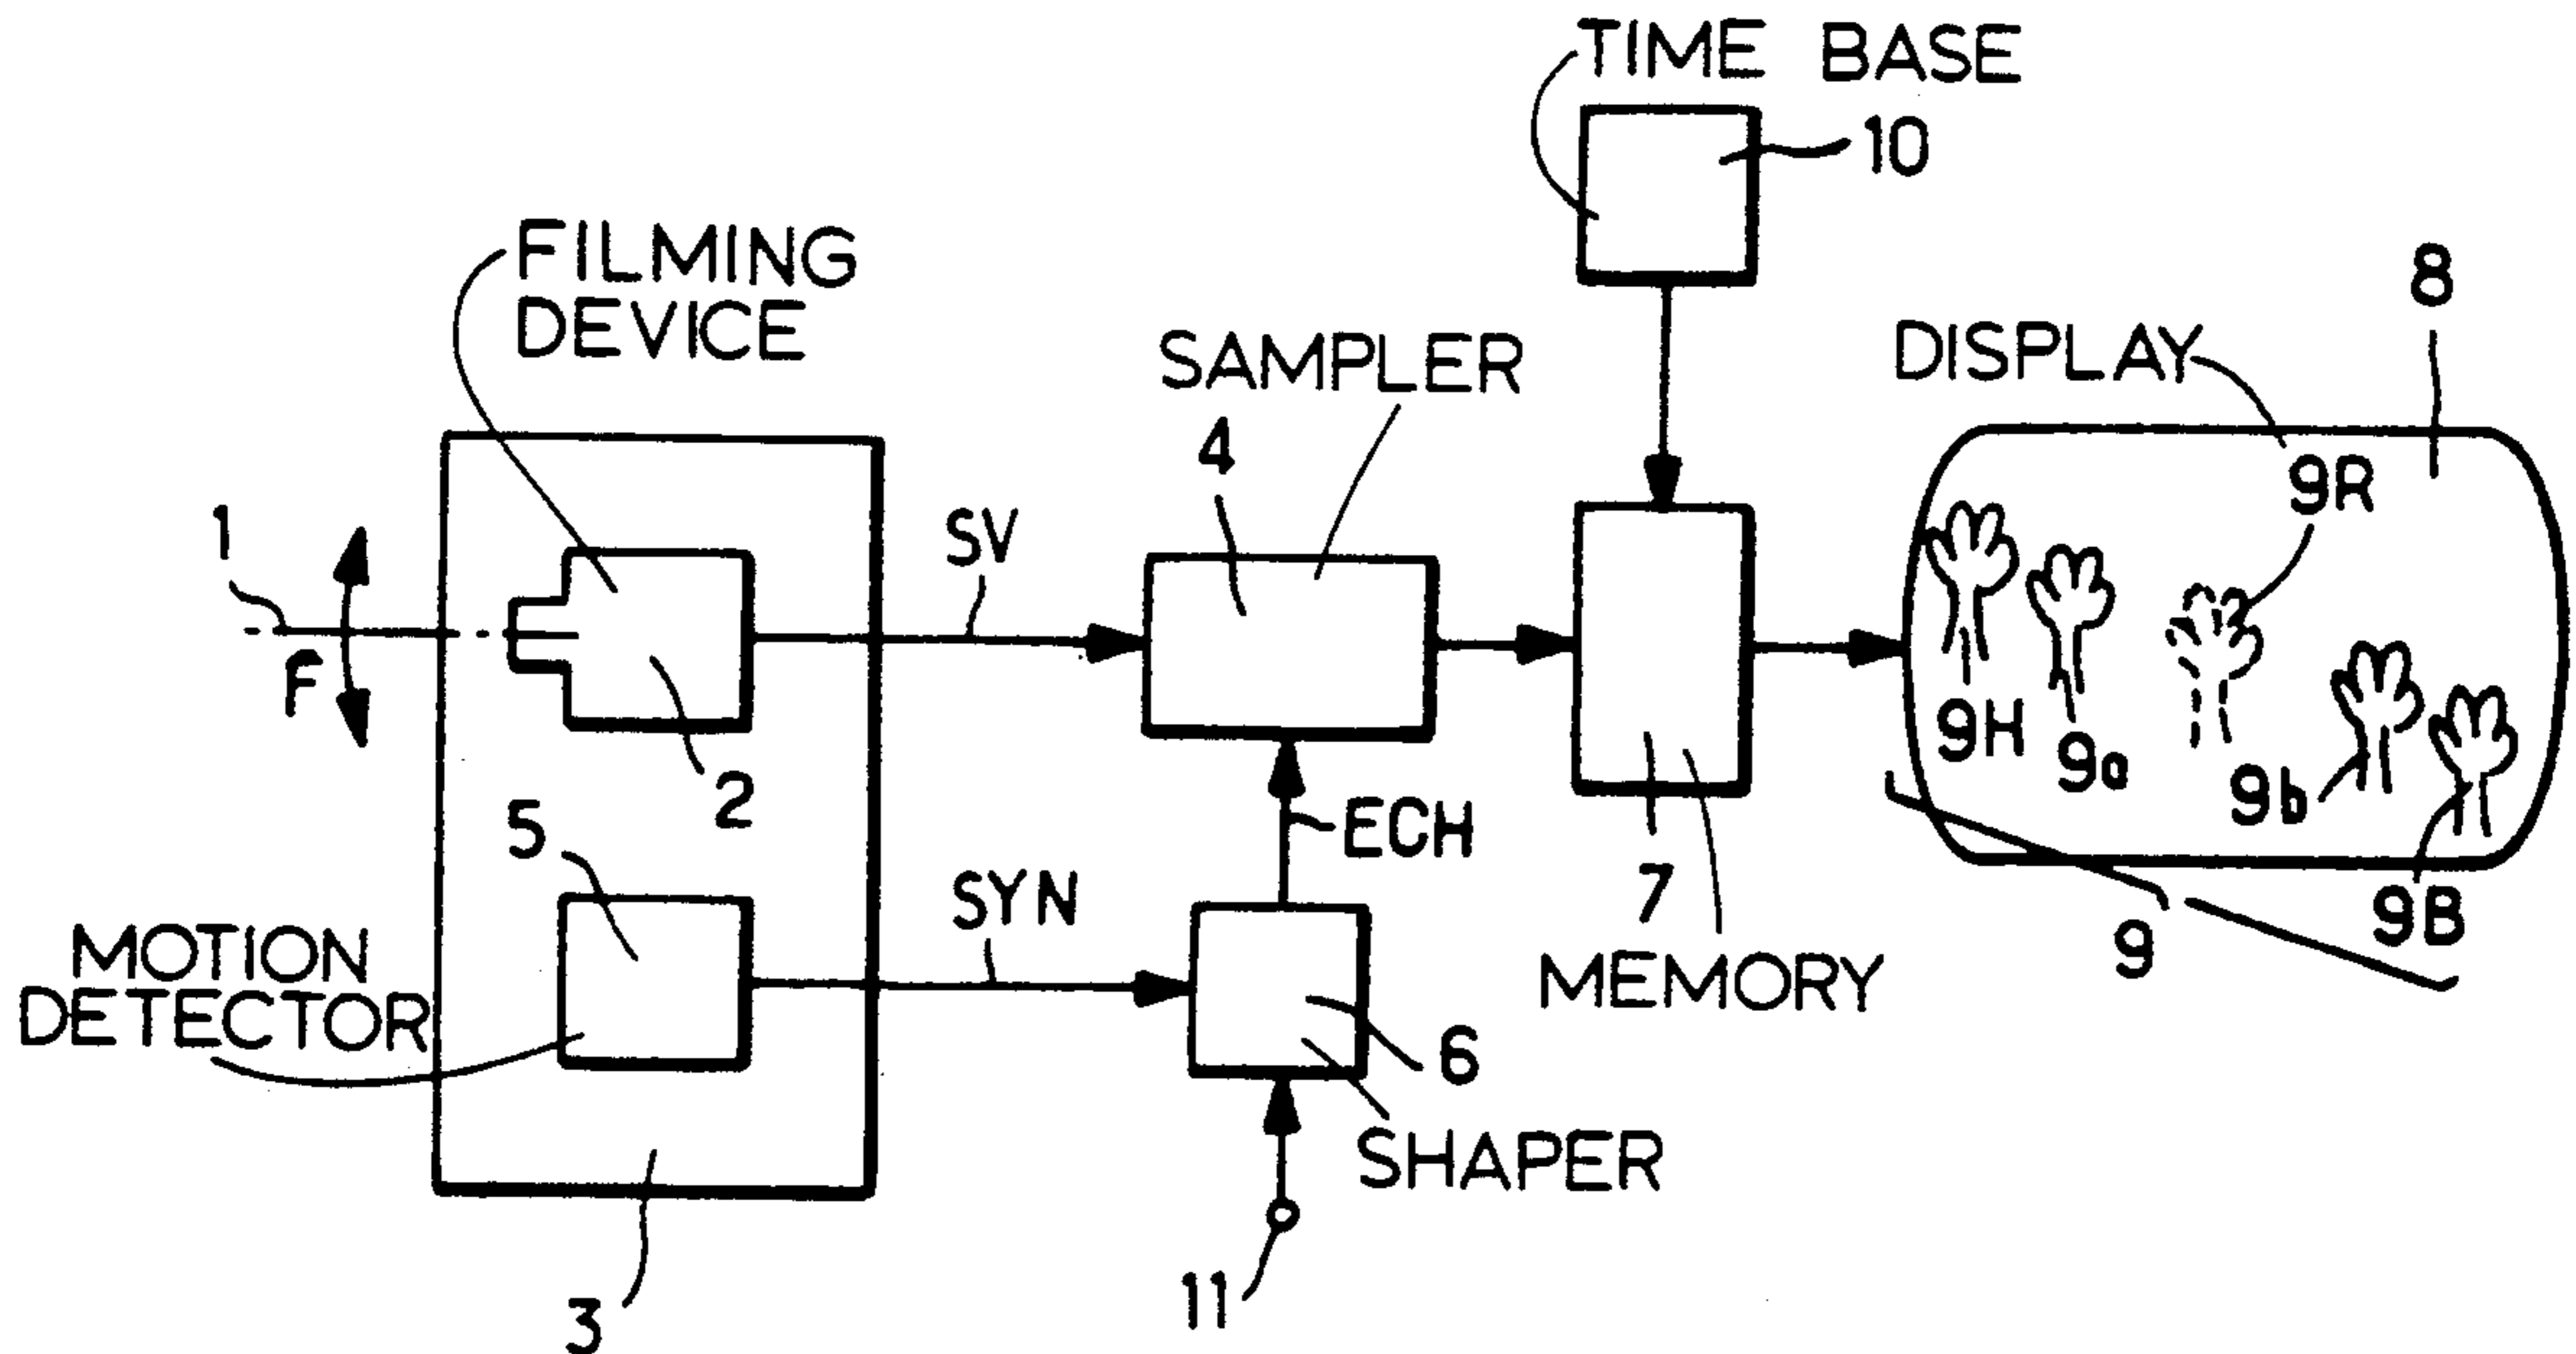 TIME BASE
10
FILMING
DEVICE
8
SAMPLER
DISPLAY
4
9R
1
SV
F
9H
9a
2
9b
5
ECH
7
SYN
9B
9
MOTION
DETECTOR
MEMORY
6
SHAPER
11
3